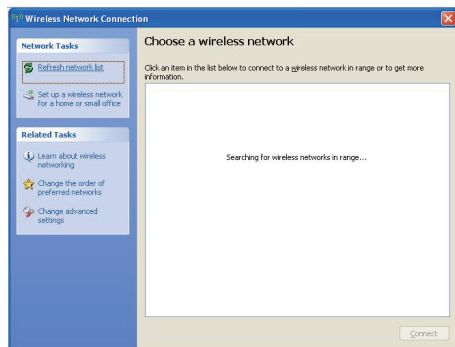 Wireless Network Connection
Network Tasks
Refresh network list
Set up a wireless network
for a home or small office
Related Tasks
Learn about wireless
networking
Change the order of
preferred networks
Change advanced
settings
Choose a wireless network
Click an item in the list below to connect to a wireless network in range or to get more
information.
Searching for wireless networks in range...
Connect